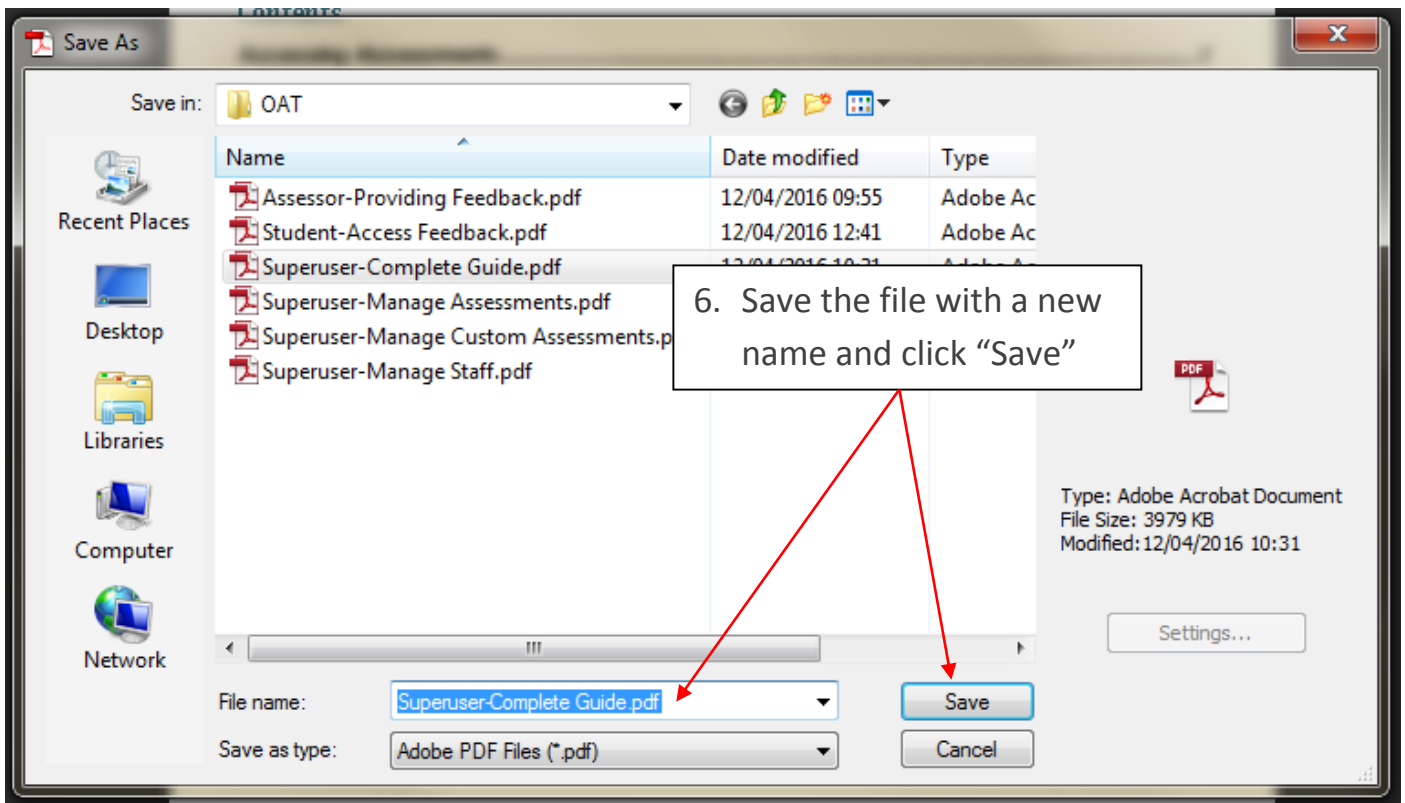 Contents
Save As
Save in: OAT
Name Date modified Type
Assessor-Providing Feedback.pdf 12/04/2016 09:55 Adobe Ac
Student-Access Feedback.pdf 12/04/2016 12:41 Adobe Ac
Superuser-Complete Guide.pdf
Superuser-Manage Assessments.pdf
Superuser-Manage Custom Assessments.p
Superuser-Manage Staff.pdf
Recent Places
Desktop
Libraries
Computer
Network
6. Save the file with a new
name and click “Save”
PDF
Type: Adobe Acrobat Document
File Size: 3979 KB
Modified: 12/04/2016 10:31
Settings...
File name: Superuser-Complete Guide.pdf Save
Save as type: Adobe PDF Files (*.pdf) Cancel